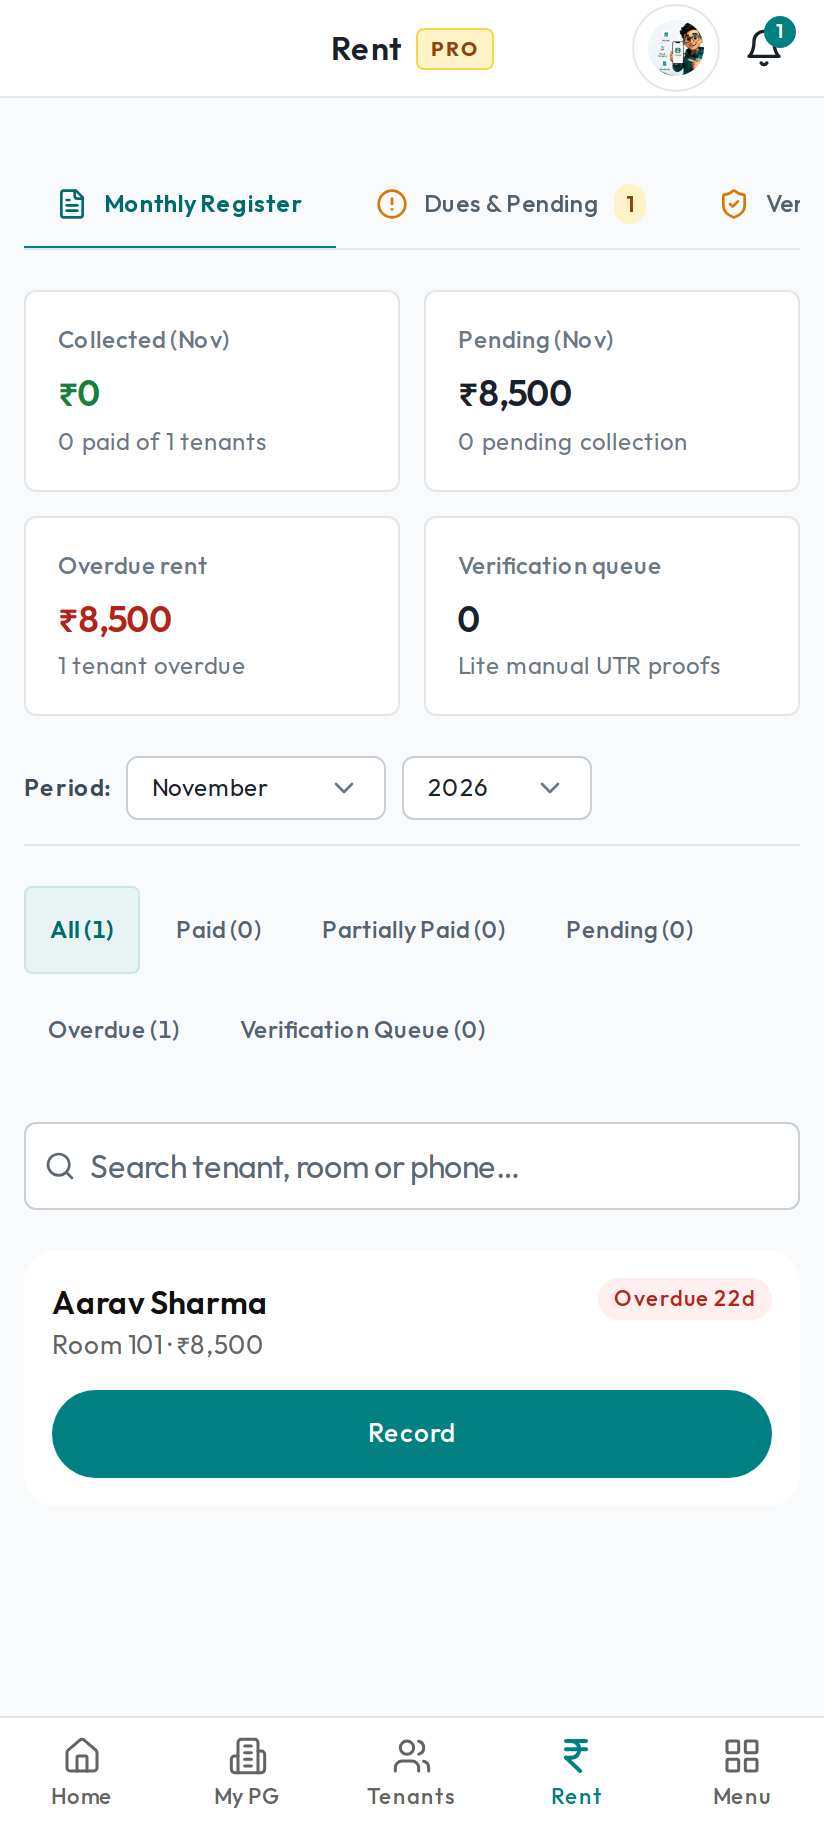 Rent PRO
1
Monthly Register Dues & Pending 1 Ver
Collected (Nov)
₹0
0 paid of 1 tenants
Pending (Nov)
₹8,500
0 pending collection
Overdue rent
₹8,500
1 tenant overdue
Verification queue
0
Lite manual UTR proofs
Period: November 2026
All (1) Paid (0) Partially Paid (0) Pending (0)
Overdue (1) Verification Queue (0)
Search tenant, room or phone...
Aarav Sharma Overdue 22d
Room 101 · ₹8,500
Record
Home My PG Tenants Rent Menu